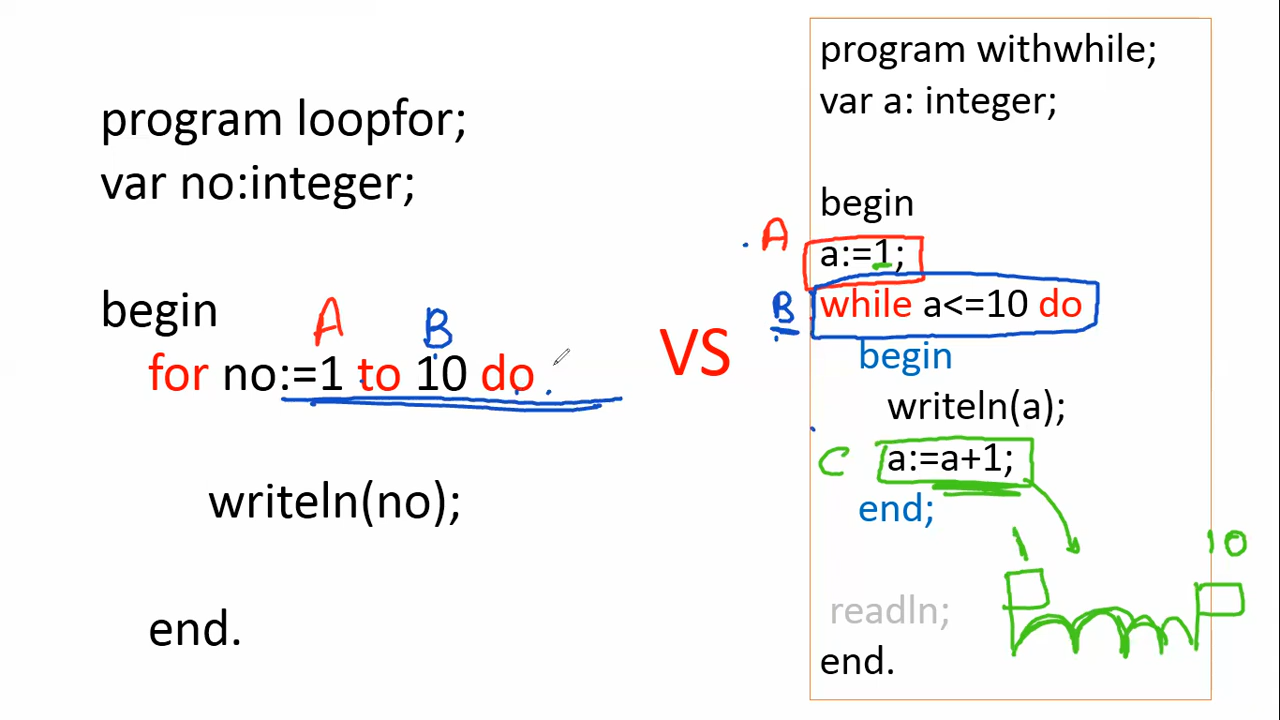 program loopfor;
var no:integer;
begin
A B
for no:=1 to 10 do
writeln(no);
end.
VS
program withwhile;
var a: integer;
begin
A a:=1;
B while a<=10 do
begin
writeln(a);
C a:=a+1;
end;
1 10
readln;
end.